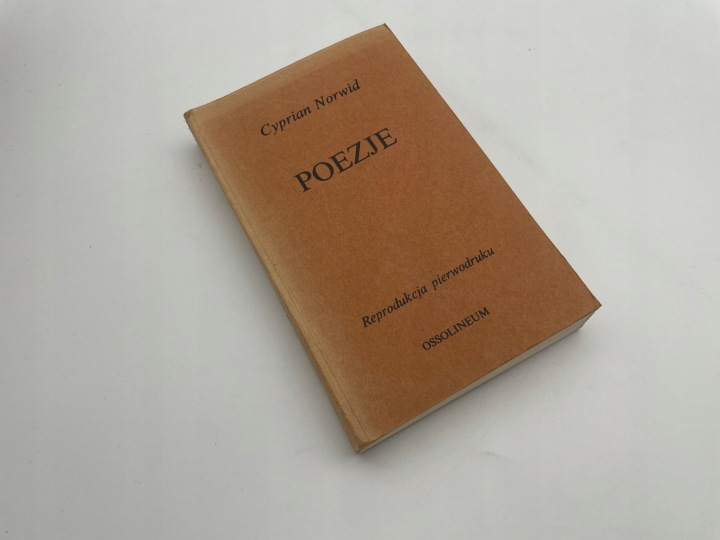 Cyprian Norwid
POEZJE
Reprodukcja pierwodruku
OSSOLINEUM